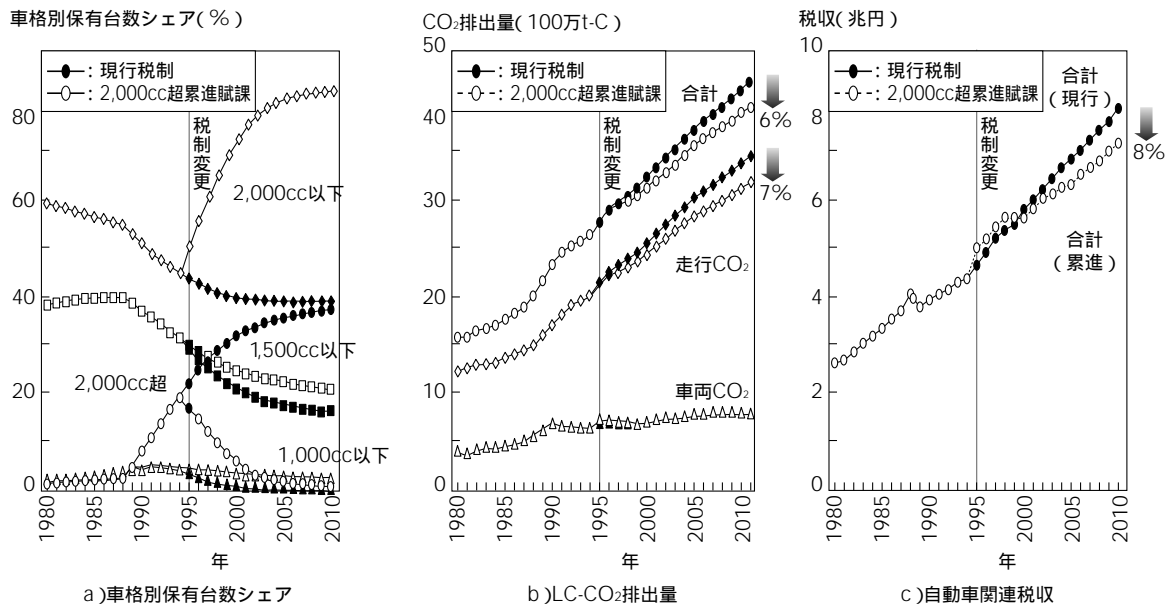 車格別保有台数シェア(%)
:現行税制
:2,000cc超累進賦課
80
60
40
20
0
税制変更
2,000cc以下
1,500cc以下
2,000cc超
1,000cc以下
1980
1985
1990
1995
2000
2005
2010
年
a)車格別保有台数シェア
CO₂排出量(100万t-C)
50
40
30
20
10
0
:現行税制
:2,000cc超累進賦課
税制変更
合計
6%
7%
走行CO₂
車両CO₂
1980
1985
1990
1995
2000
2005
2010
年
b)LC-CO₂排出量
税収(兆円)
10
8
6
4
2
0
:現行税制
:2,000cc超累進賦課
税制変更
合計
(現行)
8%
合計
(累進)
1980
1985
1990
1995
2000
2005
2010
年
c)自動車関連税収